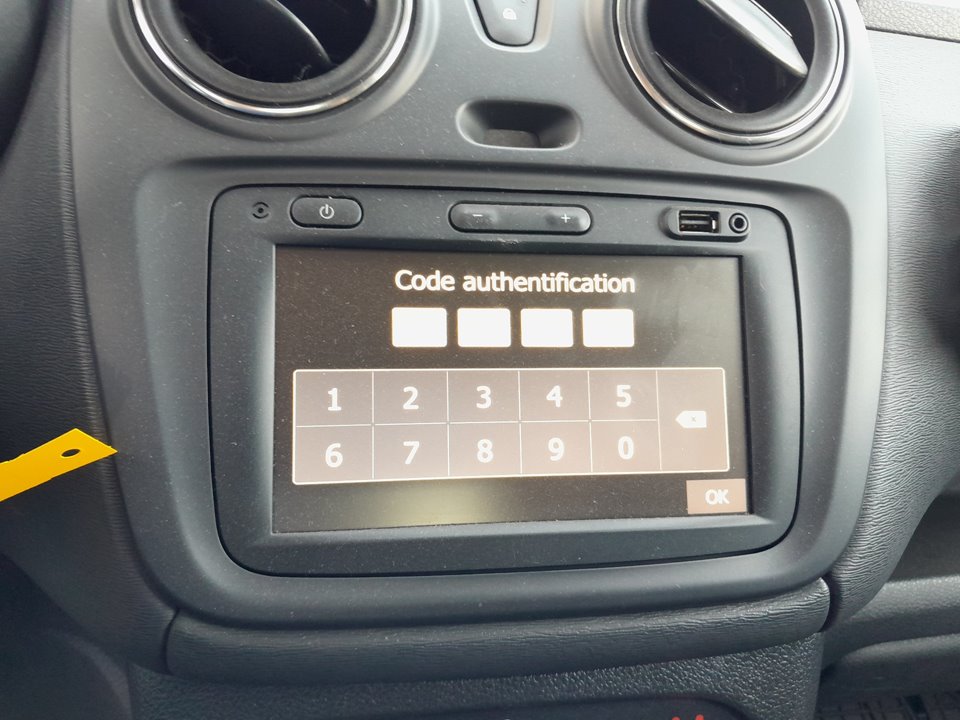 - +
Code authentification
1 2 3 4 5
6 7 8 9 0
OK